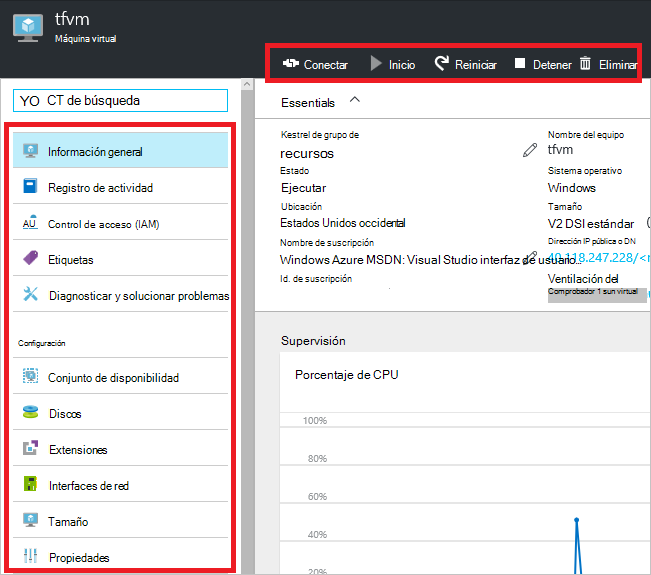 tfvm
Máquina virtual
Conectar
Inicio
Reiniciar
Detener
Eliminar
YO CT de búsqueda
Información general
Registro de actividad
Control de acceso (IAM)
Etiquetas
Diagnosticar y solucionar problemas
Configuración
Conjunto de disponibilidad
Discos
Extensiones
Interfaces de red
Tamaño
Propiedades
Essentials
Kestrel de grupo de
recursos
Estado
Ejecutar
Ubicación
Estados Unidos occidental
Nombre de suscripción
Windows Azure MSDN: Visual Studio interfaz de usuario...
Id. de suscripción
Nombre del equipo
tfvm
Sistema operativo
Windows
Tamaño
V2 DSI estándar
Dirección IP pública o DN
40.118.247.228/<
Ventilación del
Comprobador 1 sun virtual
Supervisión
Porcentaje de CPU
100%
80%
60%
40%
20%